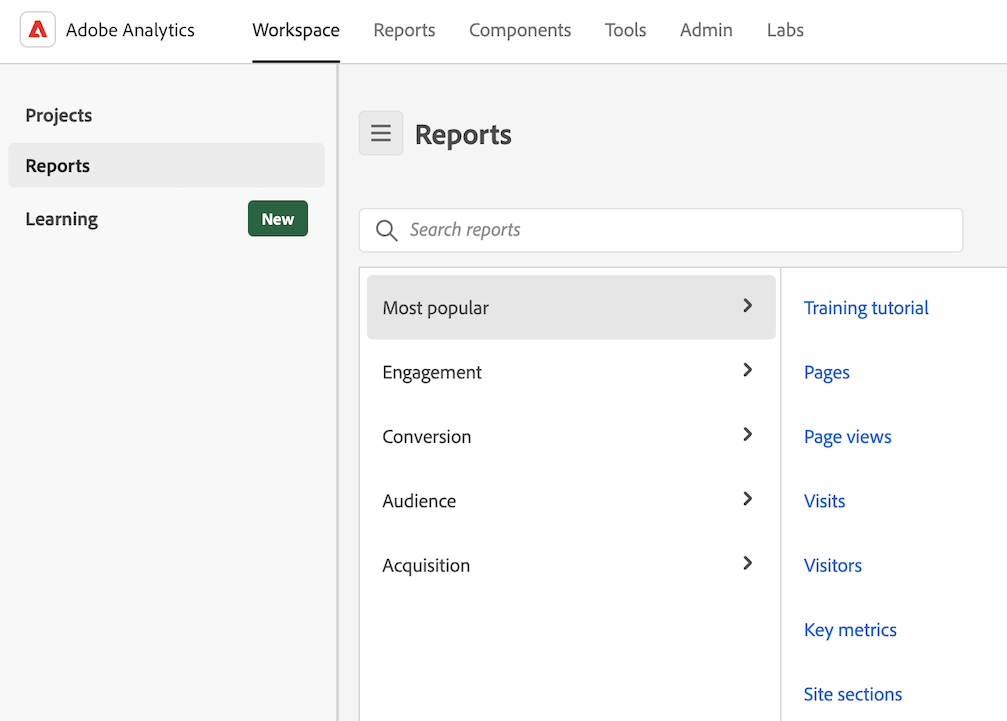 Adobe Analytics Workspace Reports Components Tools Admin Labs
Projects
Reports
Learning New
Reports
Search reports
Most popular
Engagement
Conversion
Audience
Acquisition
Training tutorial
Pages
Page views
Visits
Visitors
Key metrics
Site sections